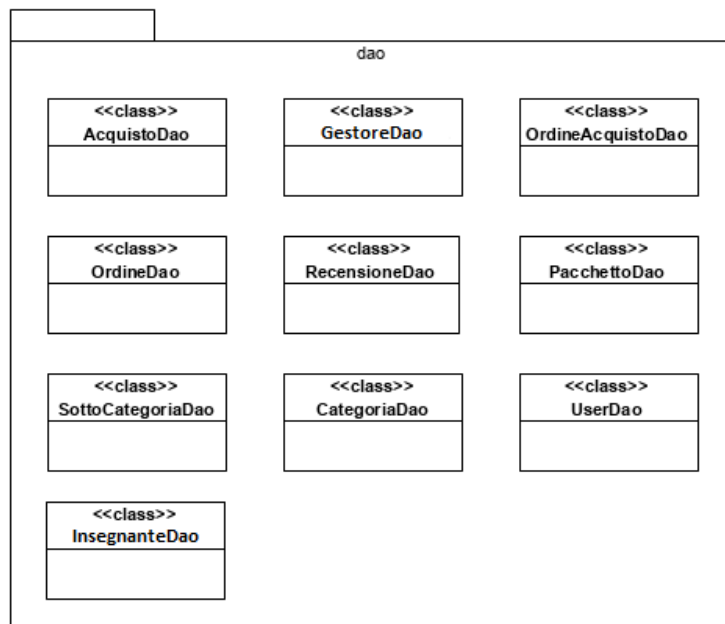 dao
<<class>>
AcquistoDao
<<class>>
GestoreDao
<<class>>
OrdineAcquistoDao
<<class>>
OrdineDao
<<class>>
RecensioneDao
<<class>>
PacchettoDao
<<class>>
SottoCategoriaDao
<<class>>
CategoriaDao
<<class>>
UserDao
<<class>>
InsegnanteDao